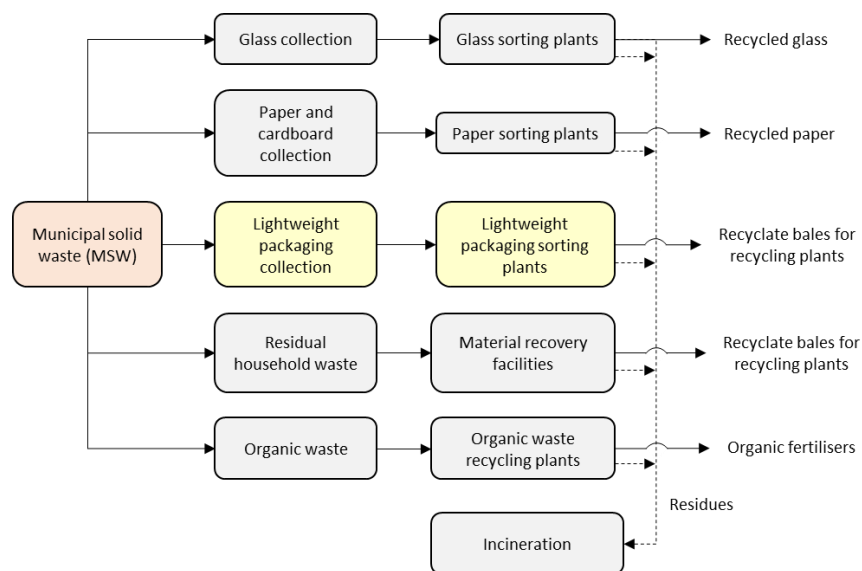 Glass collection
Glass sorting plants
Recycled glass
Paper and
cardboard
collection
Paper sorting plants
Recycled paper
Municipal solid
waste (MSW)
Lightweight
packaging
collection
Lightweight
packaging sorting
plants
Recyclate bales for
recycling plants
Residual
household waste
Material recovery
facilities
Recyclate bales for
recycling plants
Organic waste
Organic waste
recycling plants
Organic fertilisers
Residues
Incineration